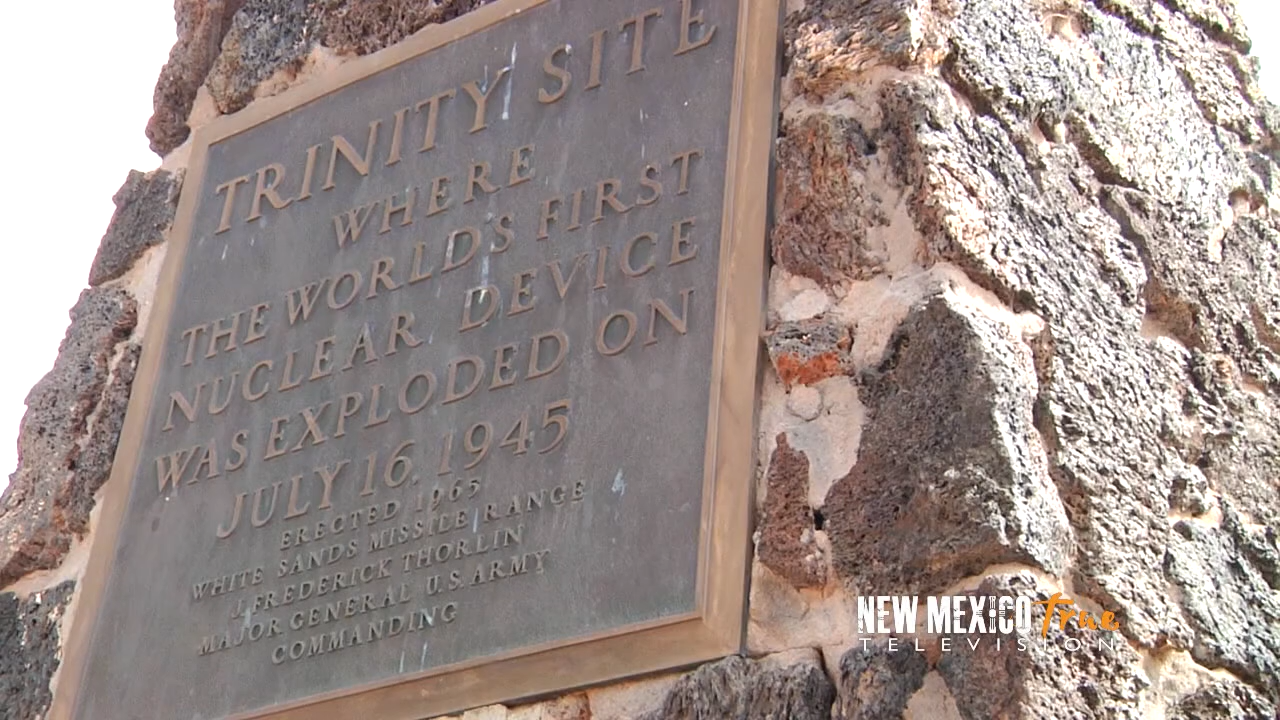 TRINITY SITE
WHERE
THE WORLD'S FIRST
NUCLEAR DEVICE
WAS EXPLODED ON
JULY 16, 1945
ERECTED 1965
WHITE SANDS MISSILE RANGE
J. FREDERICK THORLIN
MAJOR GENERAL U.S. ARMY
COMMANDING
NEW MEXICO True
TELEVISION